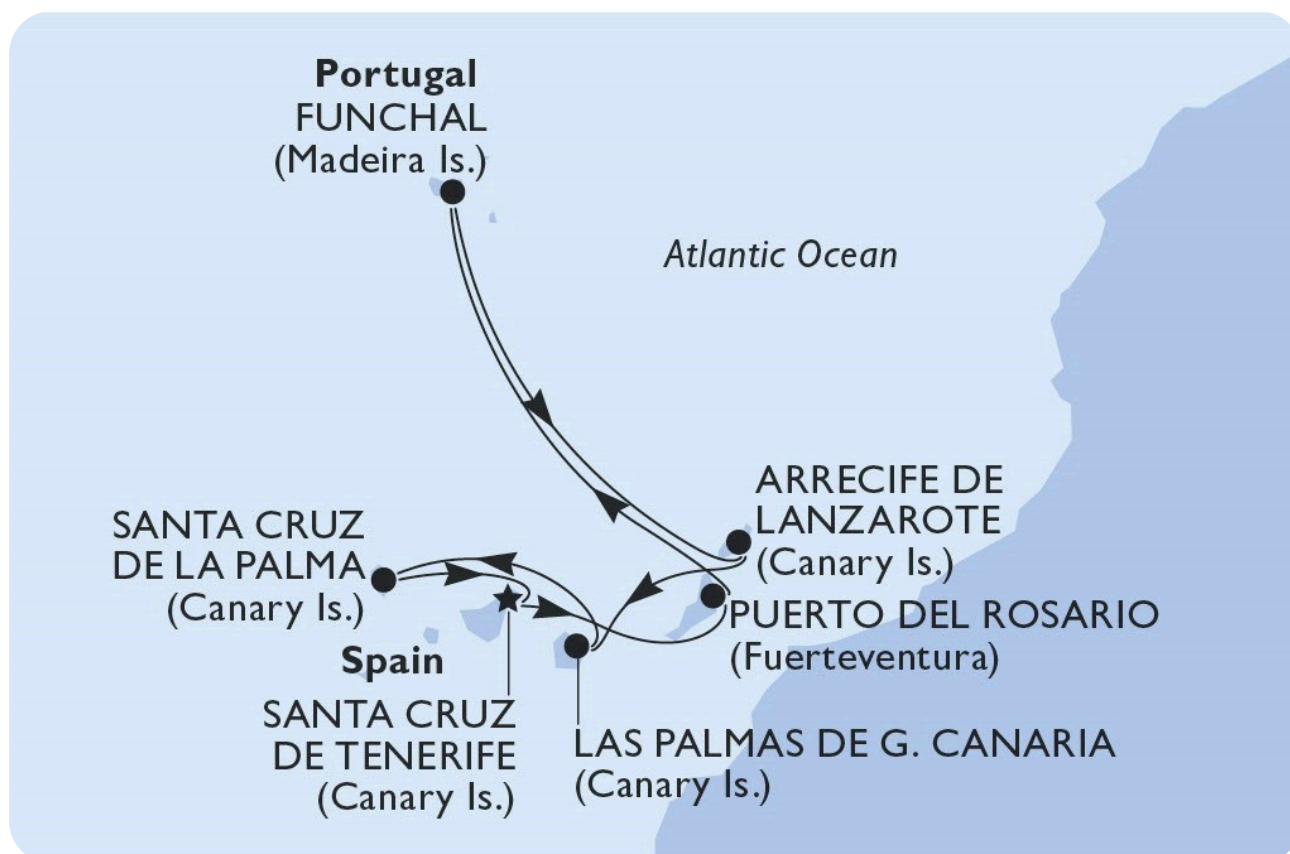 Portugal
FUNCHAL
(Madeira Is.)
Atlantic Ocean
ARRECIFE DE
LANZAROTE
(Canary Is.)
SANTA CRUZ
DE LA PALMA
(Canary Is.)
PUERTO DEL ROSARIO
(Fuerteventura)
Spain
SANTA CRUZ
DE TENERIFE
(Canary Is.)
LAS PALMAS DE G. CANARIA
(Canary Is.)